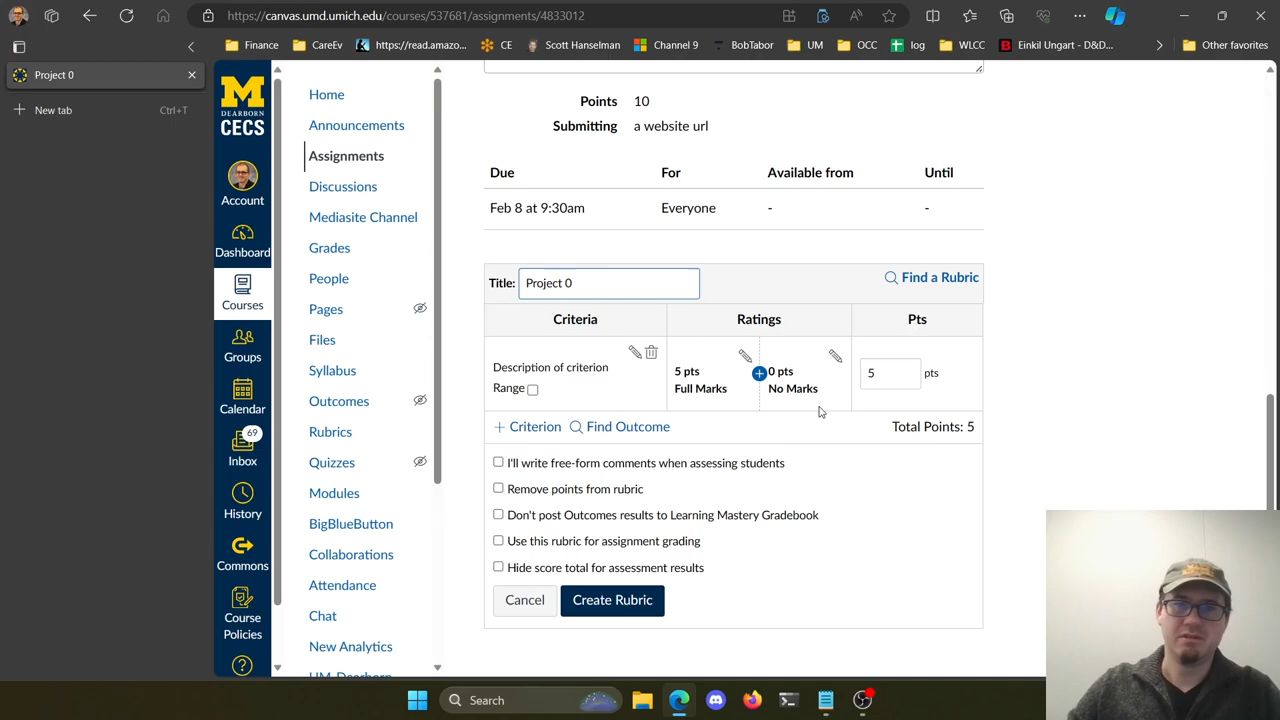 https://canvas.umd.umich.edu/courses/537681/assignments/4833012
Finance
CareEv
https://read.amazo...
CE
Scott Hanselman
Channel 9
BobTabor
UM
OCC
log
WLCC
Einkil Ungart - D&D...
Other favorites
Project 0
New tab
Ctrl+T
M
DEARBORN
CECS
Account
Dashboard
Courses
Groups
Calendar
69
Inbox
History
Commons
Course
Policies
Home
Announcements
Assignments
Discussions
Mediasite Channel
Grades
People
Pages
Files
Syllabus
Outcomes
Rubrics
Quizzes
Modules
BigBlueButton
Collaborations
Attendance
Chat
New Analytics
Points 10
Submitting a website url
Due For Available from Until
Feb 8 at 9:30am Everyone - -
Title: Project 0
Find a Rubric
Criteria Ratings Pts
Description of criterion
Range
5 pts
Full Marks
0 pts
No Marks
5 pts
+ Criterion Find Outcome Total Points: 5
I'll write free-form comments when assessing students
Remove points from rubric
Don't post Outcomes results to Learning Mastery Gradebook
Use this rubric for assignment grading
Hide score total for assessment results
Cancel Create Rubric
Search